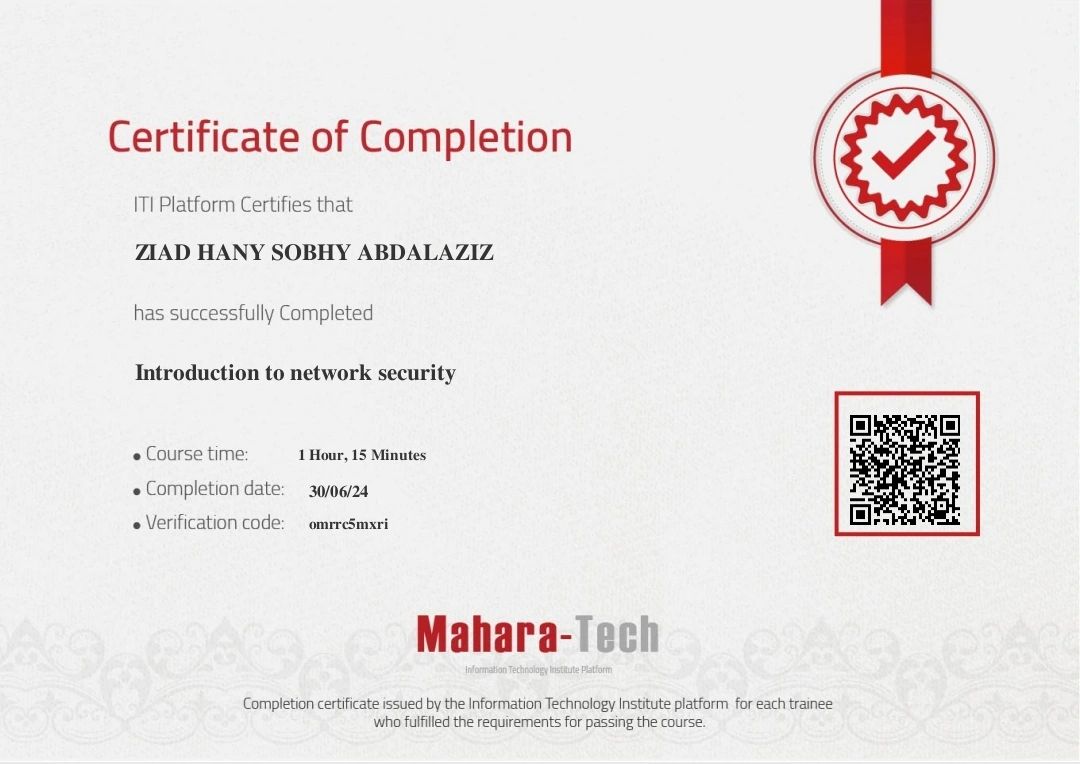 Certificate of Completion
ITI Platform Certifies that
ZIAD HANY SOBHY ABDALAZIZ
has successfully Completed
Introduction to network security
• Course time: 1 Hour, 15 Minutes
• Completion date: 30/06/24
• Verification code: omrrc5mxri
Mahara-Tech
Information Technology Institute Platform
Completion certificate issued by the Information Technology Institute platform for each trainee
who fulfilled the requirements for passing the course.